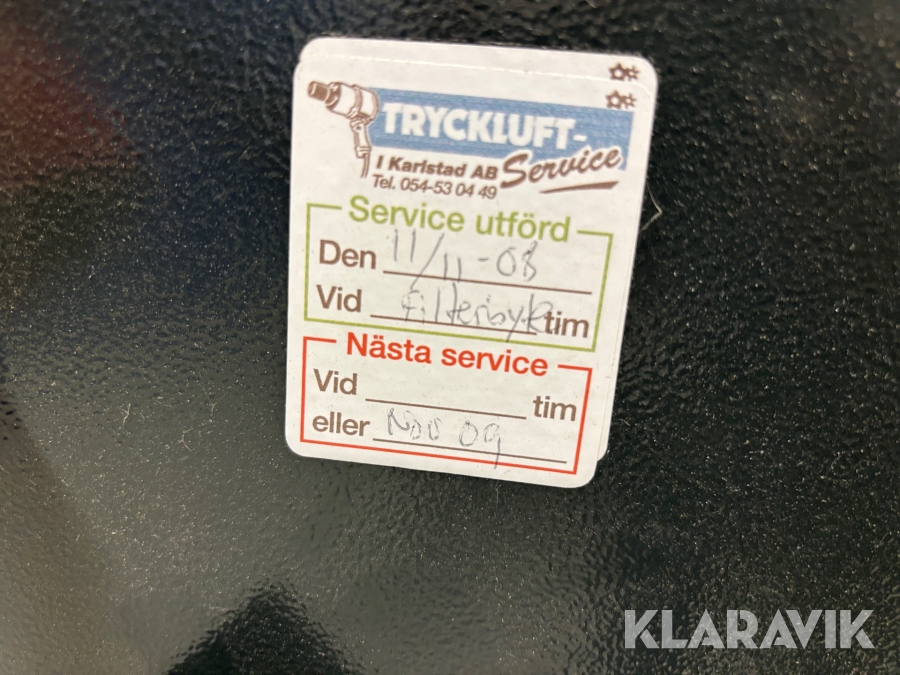 TRYCKLUFT-
Service
I Karlstad AB
Tel. 054-53 04 49
Service utförd
Den 11/11-08
Vid Filterbyte tim
Nästa service
Vid tim
eller Nov 09
KLARAVIK